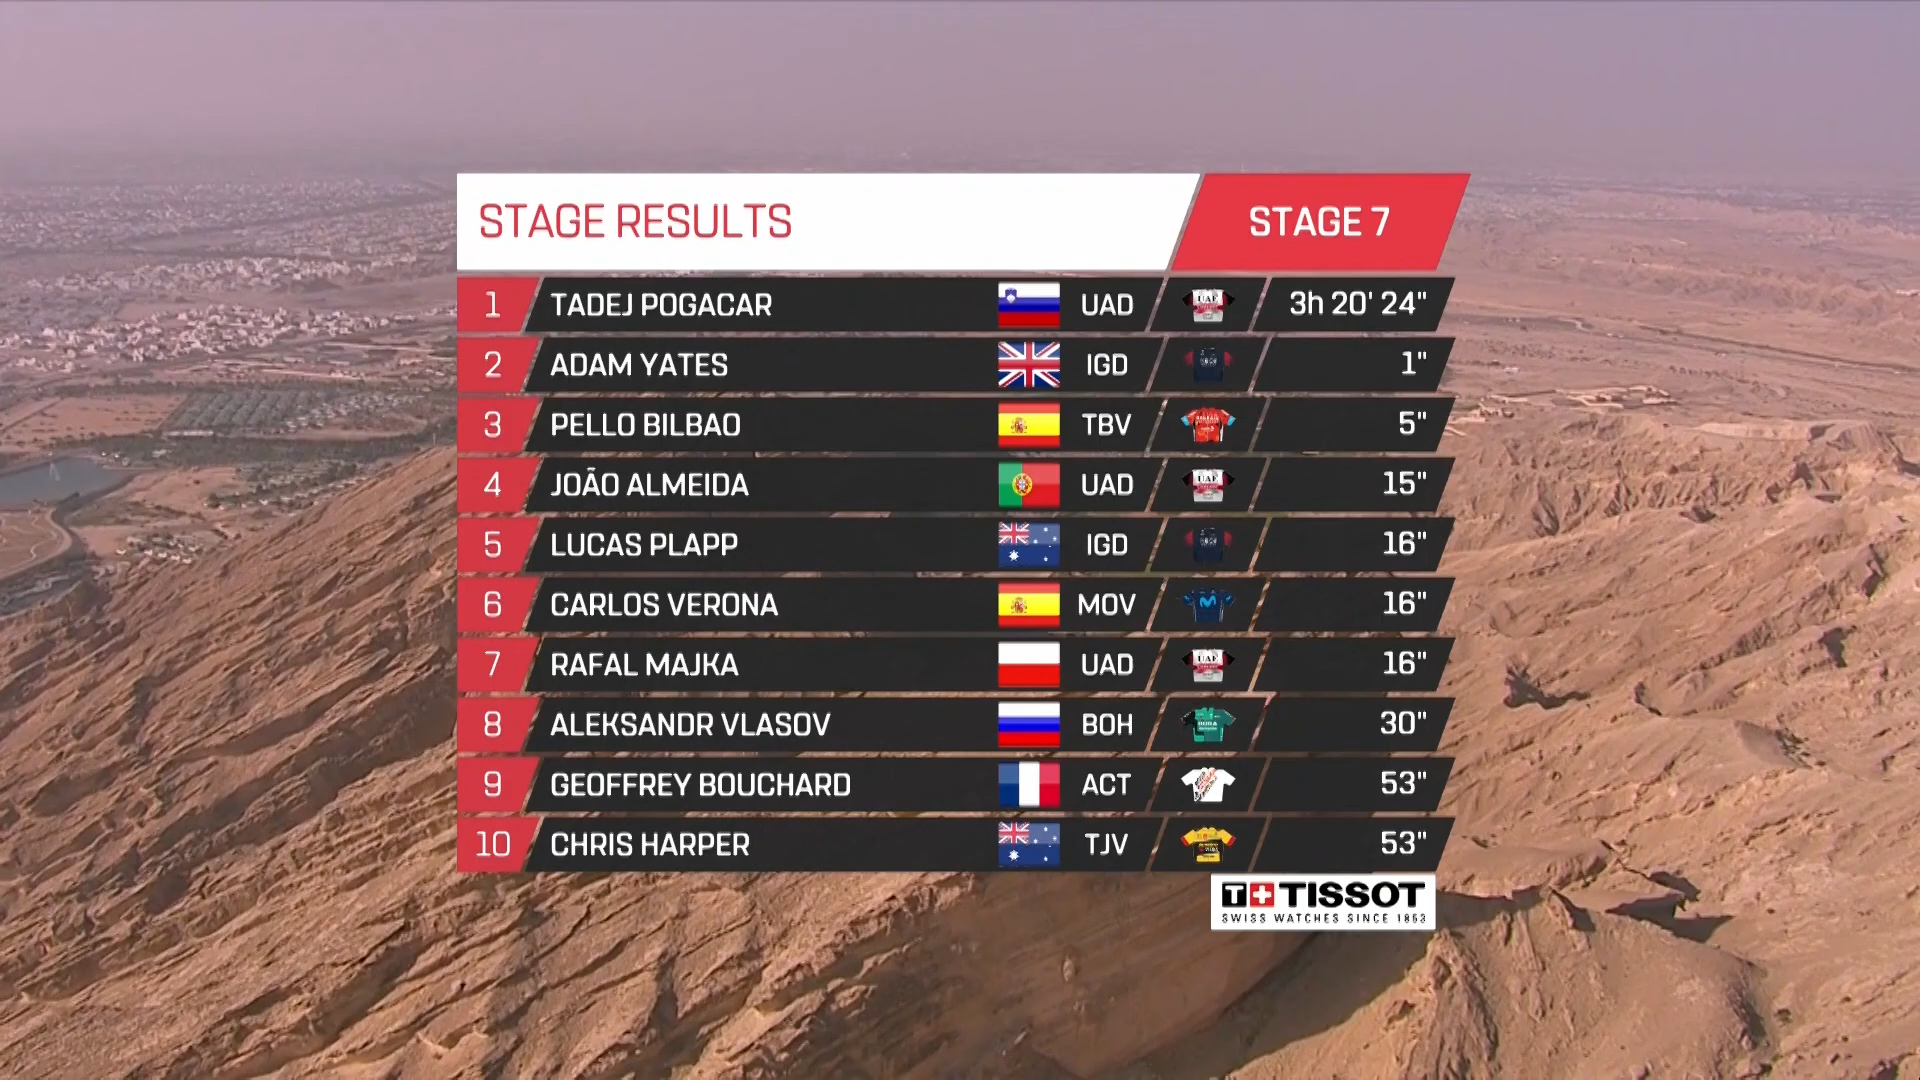 STAGE RESULTS STAGE 7
1 TADEJ POGACAR UAD UAE 3h 20' 24"
2 ADAM YATES IGD 1"
3 PELLO BILBAO TBV 5"
4 JOÃO ALMEIDA UAD UAE 15"
5 LUCAS PLAPP IGD 16"
6 CARLOS VERONA MOV 16"
7 RAFAL MAJKA UAD UAE 16"
8 ALEKSANDR VLASOV BOH 30"
9 GEOFFREY BOUCHARD ACT 53"
10 CHRIS HARPER TJV 53"
T+TISSOT
SWISS WATCHES SINCE 1853